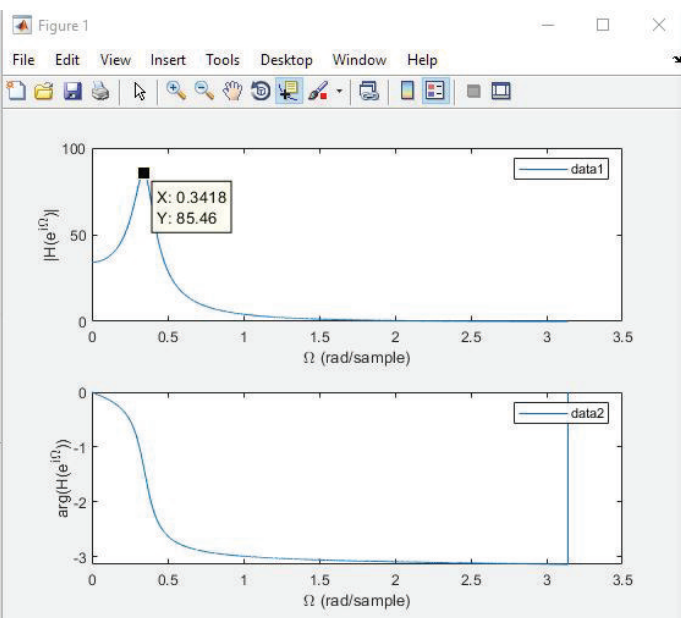 Figure 1
File Edit View Insert Tools Desktop Window Help
100
50
0
|H(e^{iΩ})|
data1
X: 0.3418
Y: 85.46
0 0.5 1 1.5 2 2.5 3 3.5
Ω (rad/sample)
0
-1
-2
-3
arg(H(e^{iΩ}))
data2
0 0.5 1 1.5 2 2.5 3 3.5
Ω (rad/sample)